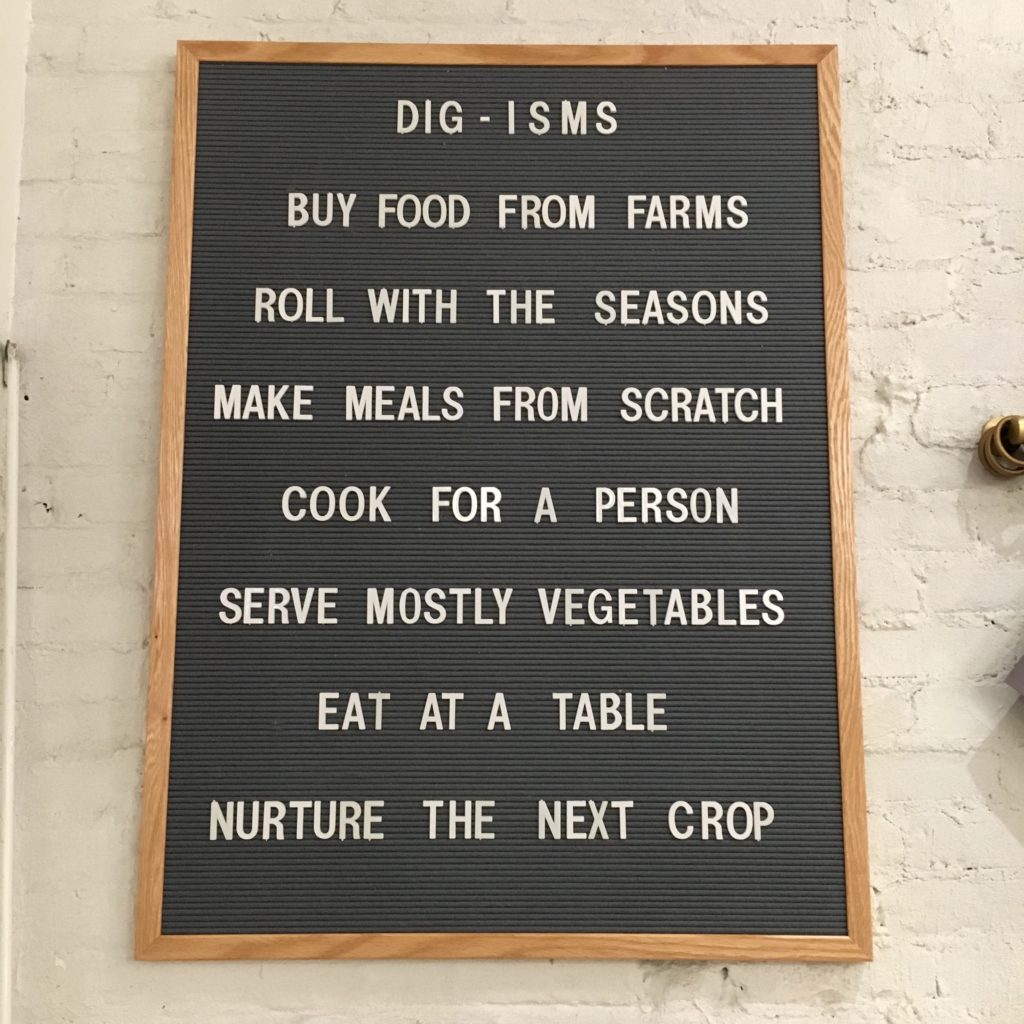 DIG - ISMS
BUY FOOD FROM FARMS
ROLL WITH THE SEASONS
MAKE MEALS FROM SCRATCH
COOK FOR A PERSON
SERVE MOSTLY VEGETABLES
EAT AT A TABLE
NURTURE THE NEXT CROP